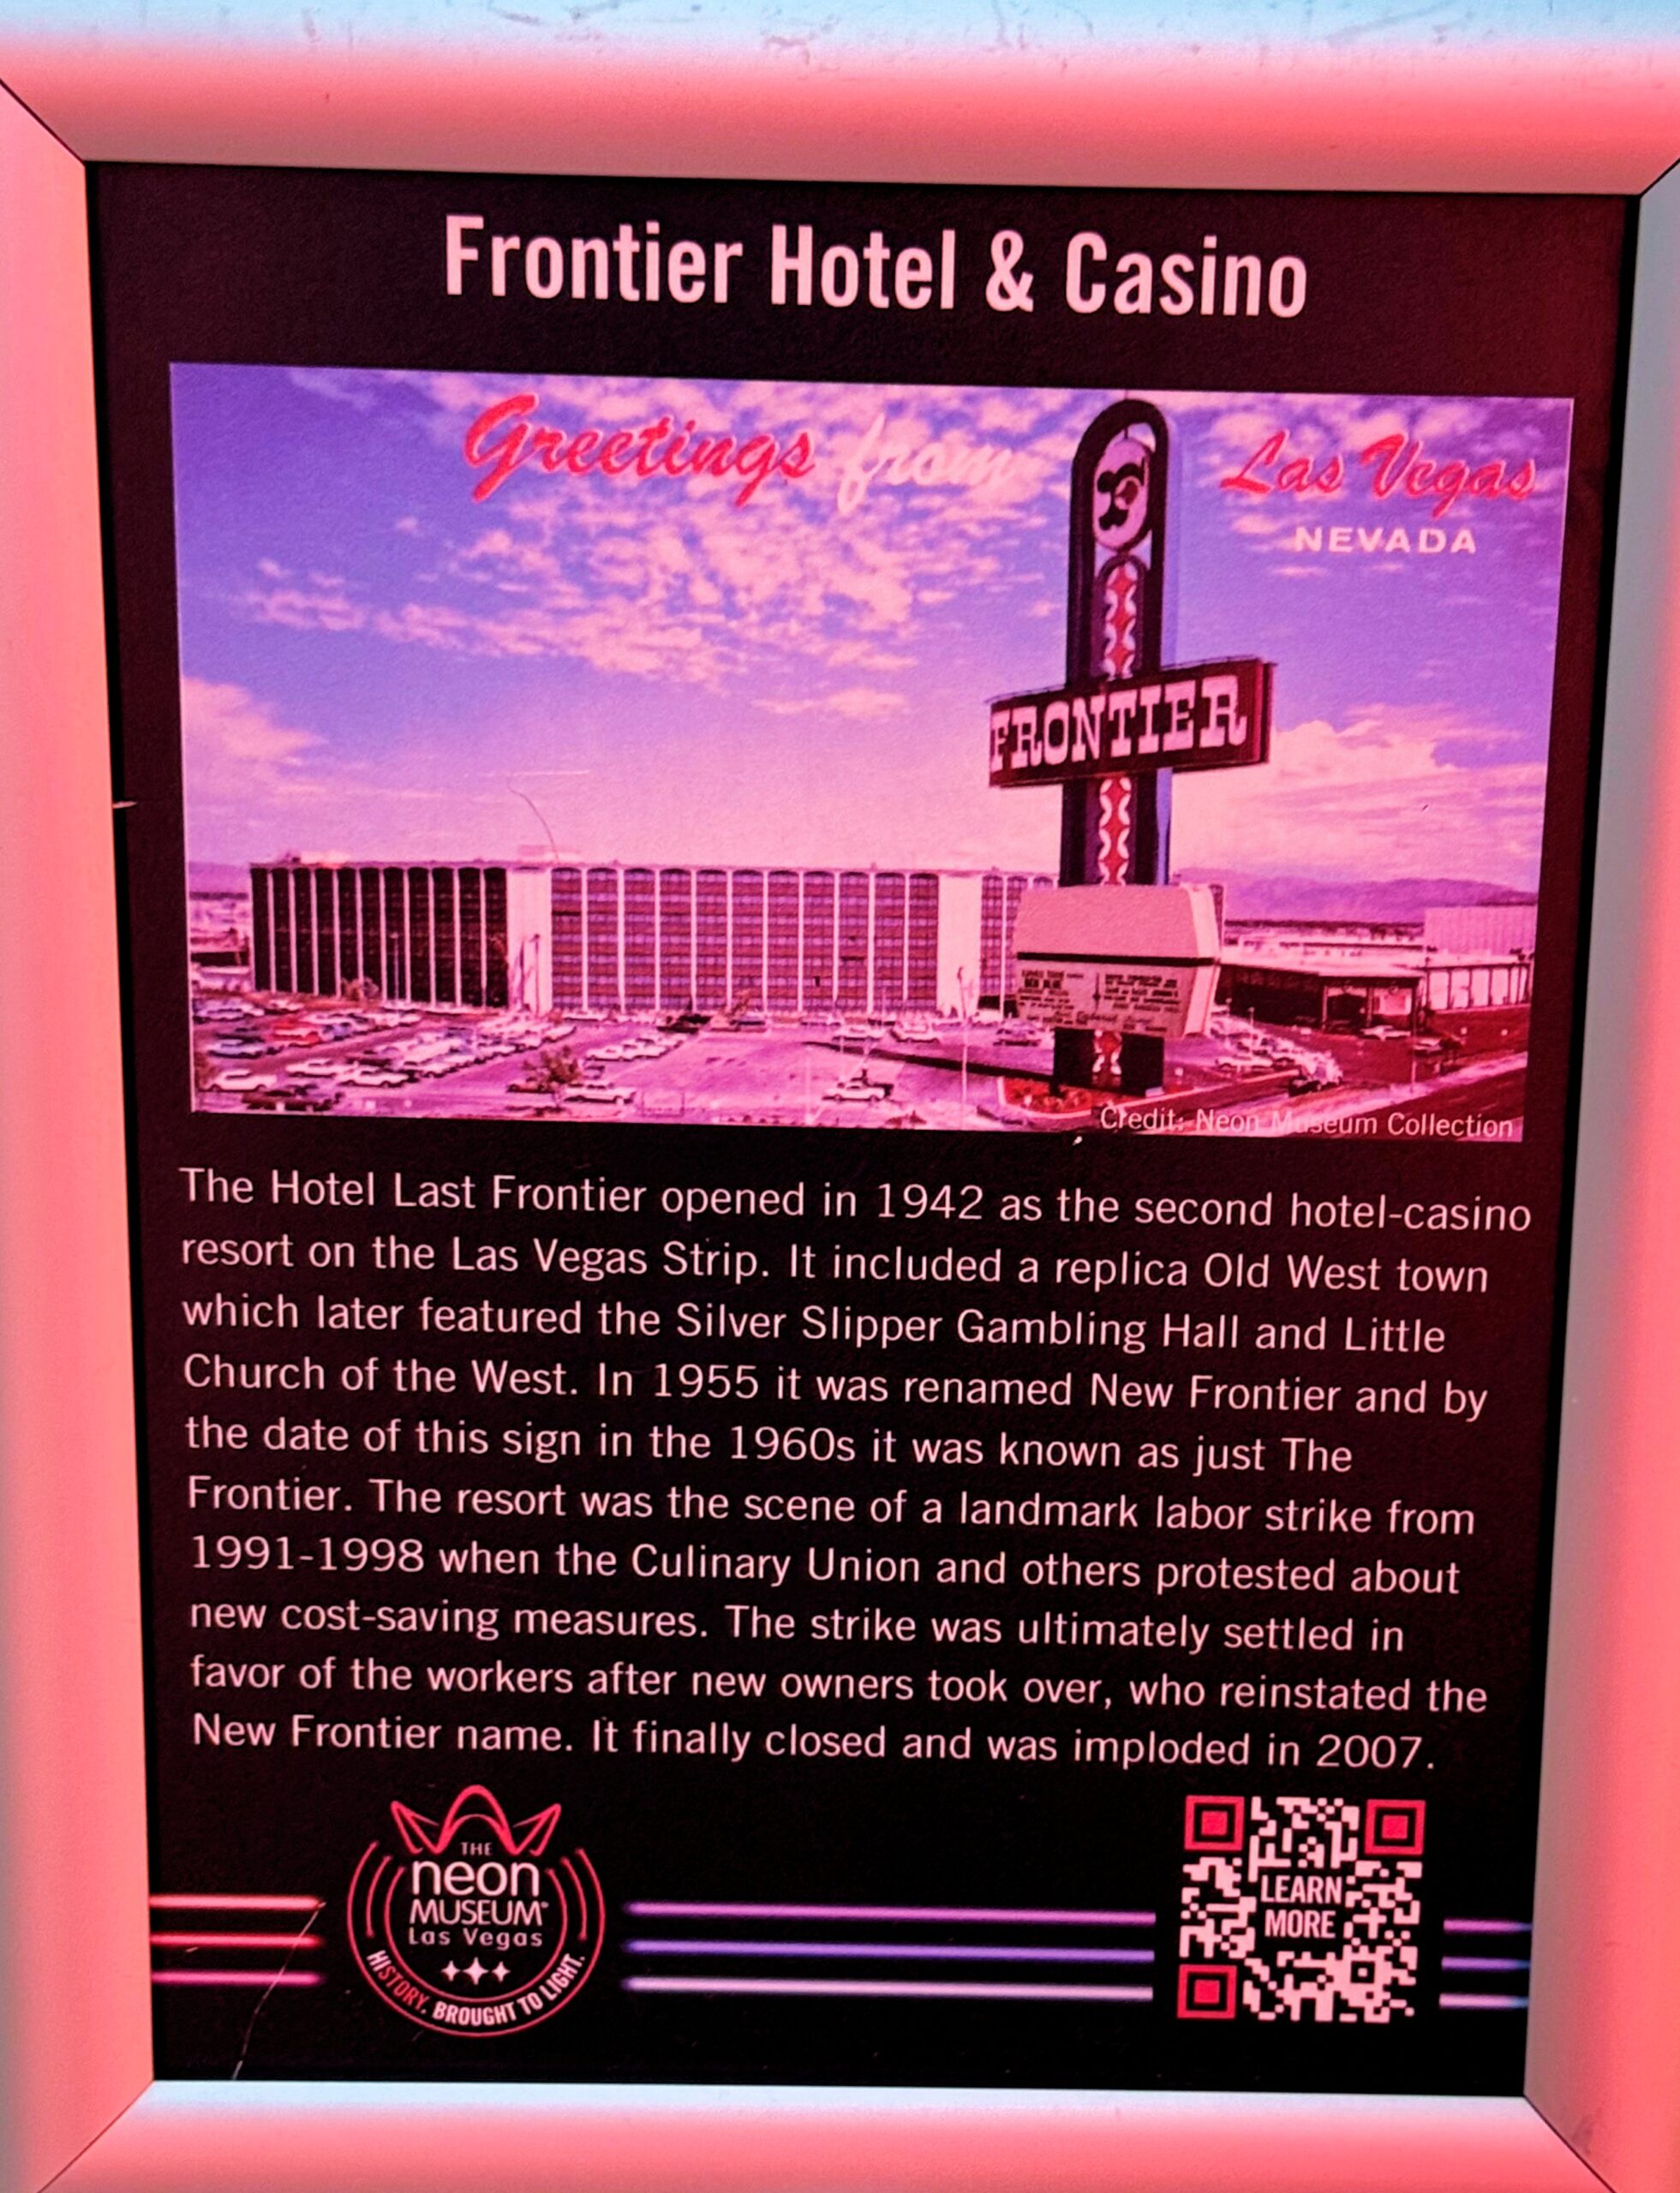 Frontier Hotel & Casino
Greetings from Las Vegas
NEVADA
FRONTIER
Credit: Neon Museum Collection
The Hotel Last Frontier opened in 1942 as the second hotel-casino
resort on the Las Vegas Strip. It included a replica Old West town
which later featured the Silver Slipper Gambling Hall and Little
Church of the West. In 1955 it was renamed New Frontier and by
the date of this sign in the 1960s it was known as just The
Frontier. The resort was the scene of a landmark labor strike from
1991-1998 when the Culinary Union and others protested about
new cost-saving measures. The strike was ultimately settled in
favor of the workers after new owners took over, who reinstated the
New Frontier name. It finally closed and was imploded in 2007.
THE
neon
MUSEUM
Las Vegas
HISTORY. BROUGHT TO LIGHT.
LEARN
MORE